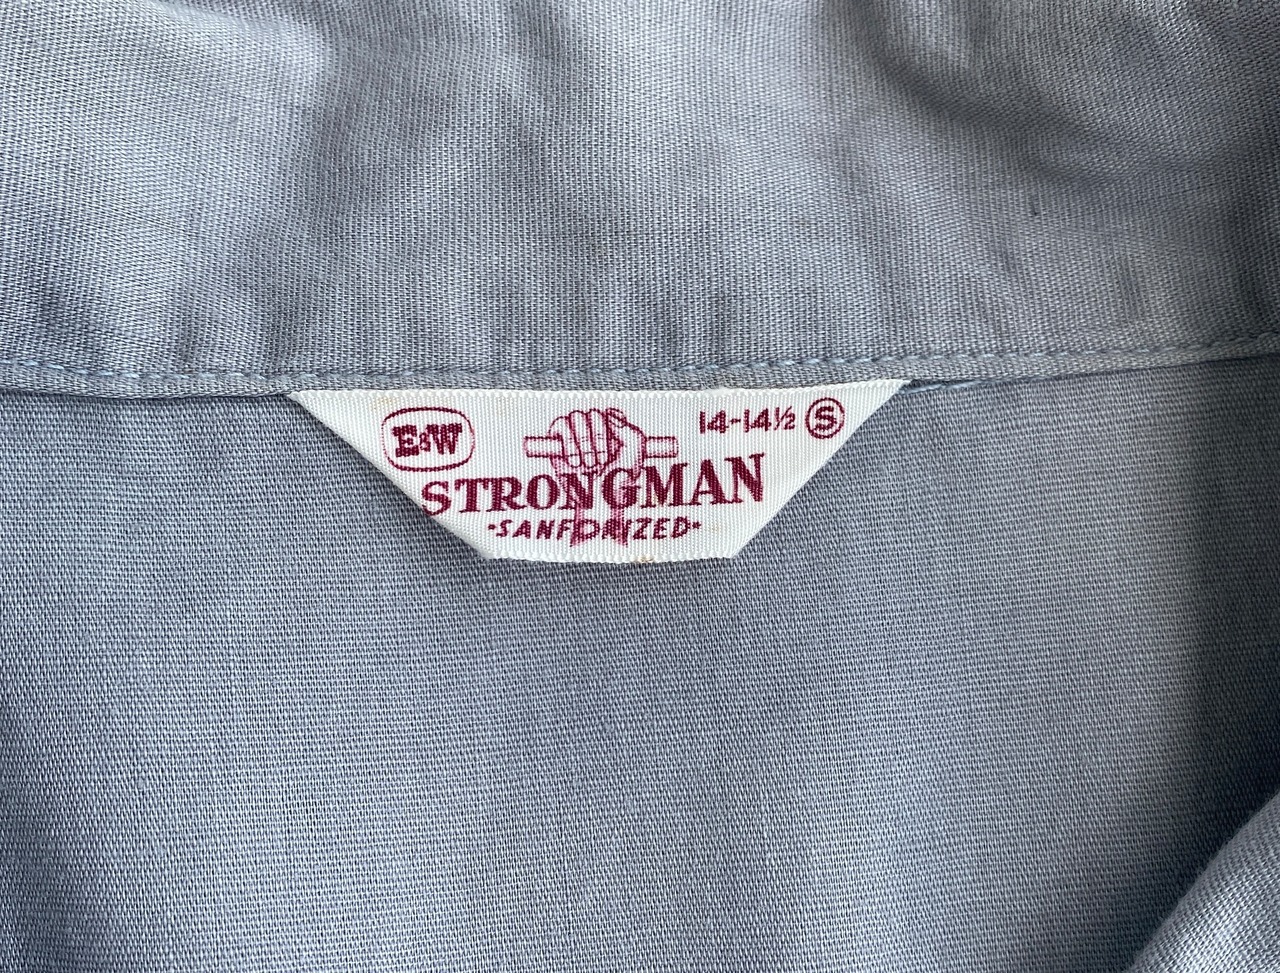 E&W
14-14½ S
STRONGMAN
•SANFORIZED•